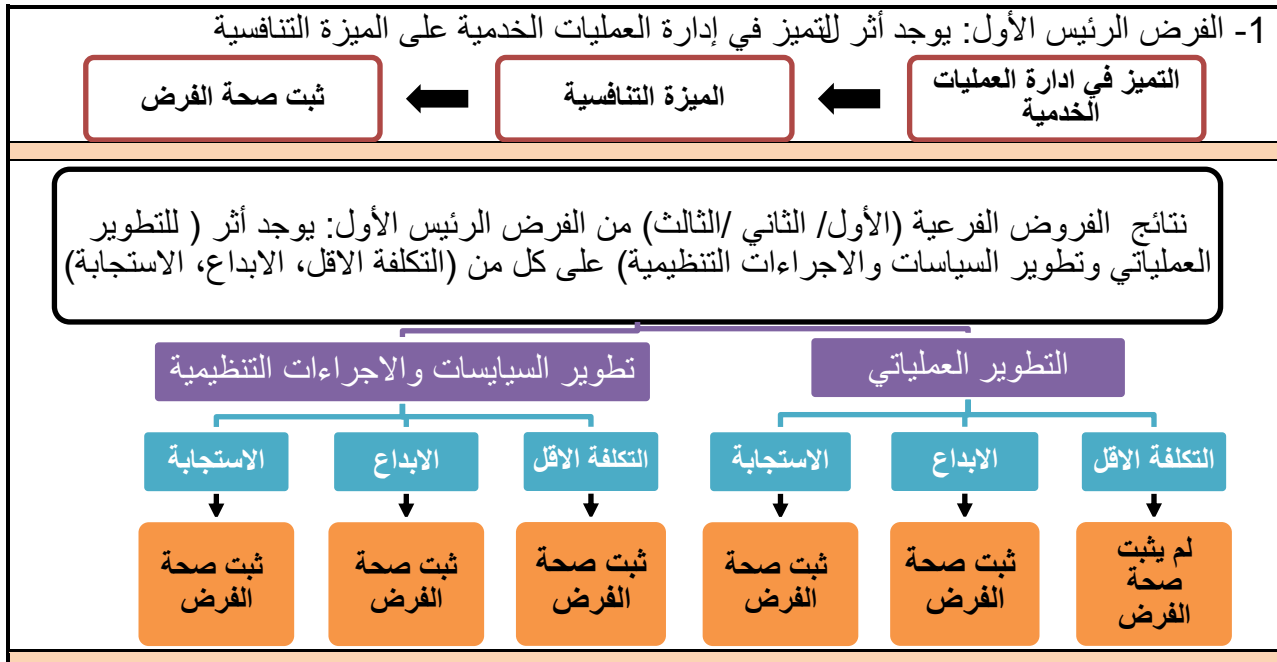 1- الفرض الرئيس الأول: يوجد أثر للتميز في إدارة العمليات الخدمية على الميزة التنافسية
التميز في ادارة العمليات
الخدمية
الميزة التنافسية
ثبت صحة الفرض
نتائج الفروض الفرعية (الأول/ الثاني /الثالث) من الفرض الرئيس الأول: يوجد أثر ( للتطوير
العملياتي وتطوير السياسات والاجراءات التنظيمية) على كل من (التكلفة الاقل، الابداع، الاستجابة)
التطوير العملياتي
تطوير السيايسات والاجراءات التنظيمية
التكلفة الاقل
الابداع
الاستجابة
التكلفة الاقل
الابداع
الاستجابة
لم يثبت
صحة
الفرض
ثبت صحة
الفرض
ثبت صحة
الفرض
ثبت صحة
الفرض
ثبت صحة
الفرض
ثبت صحة
الفرض